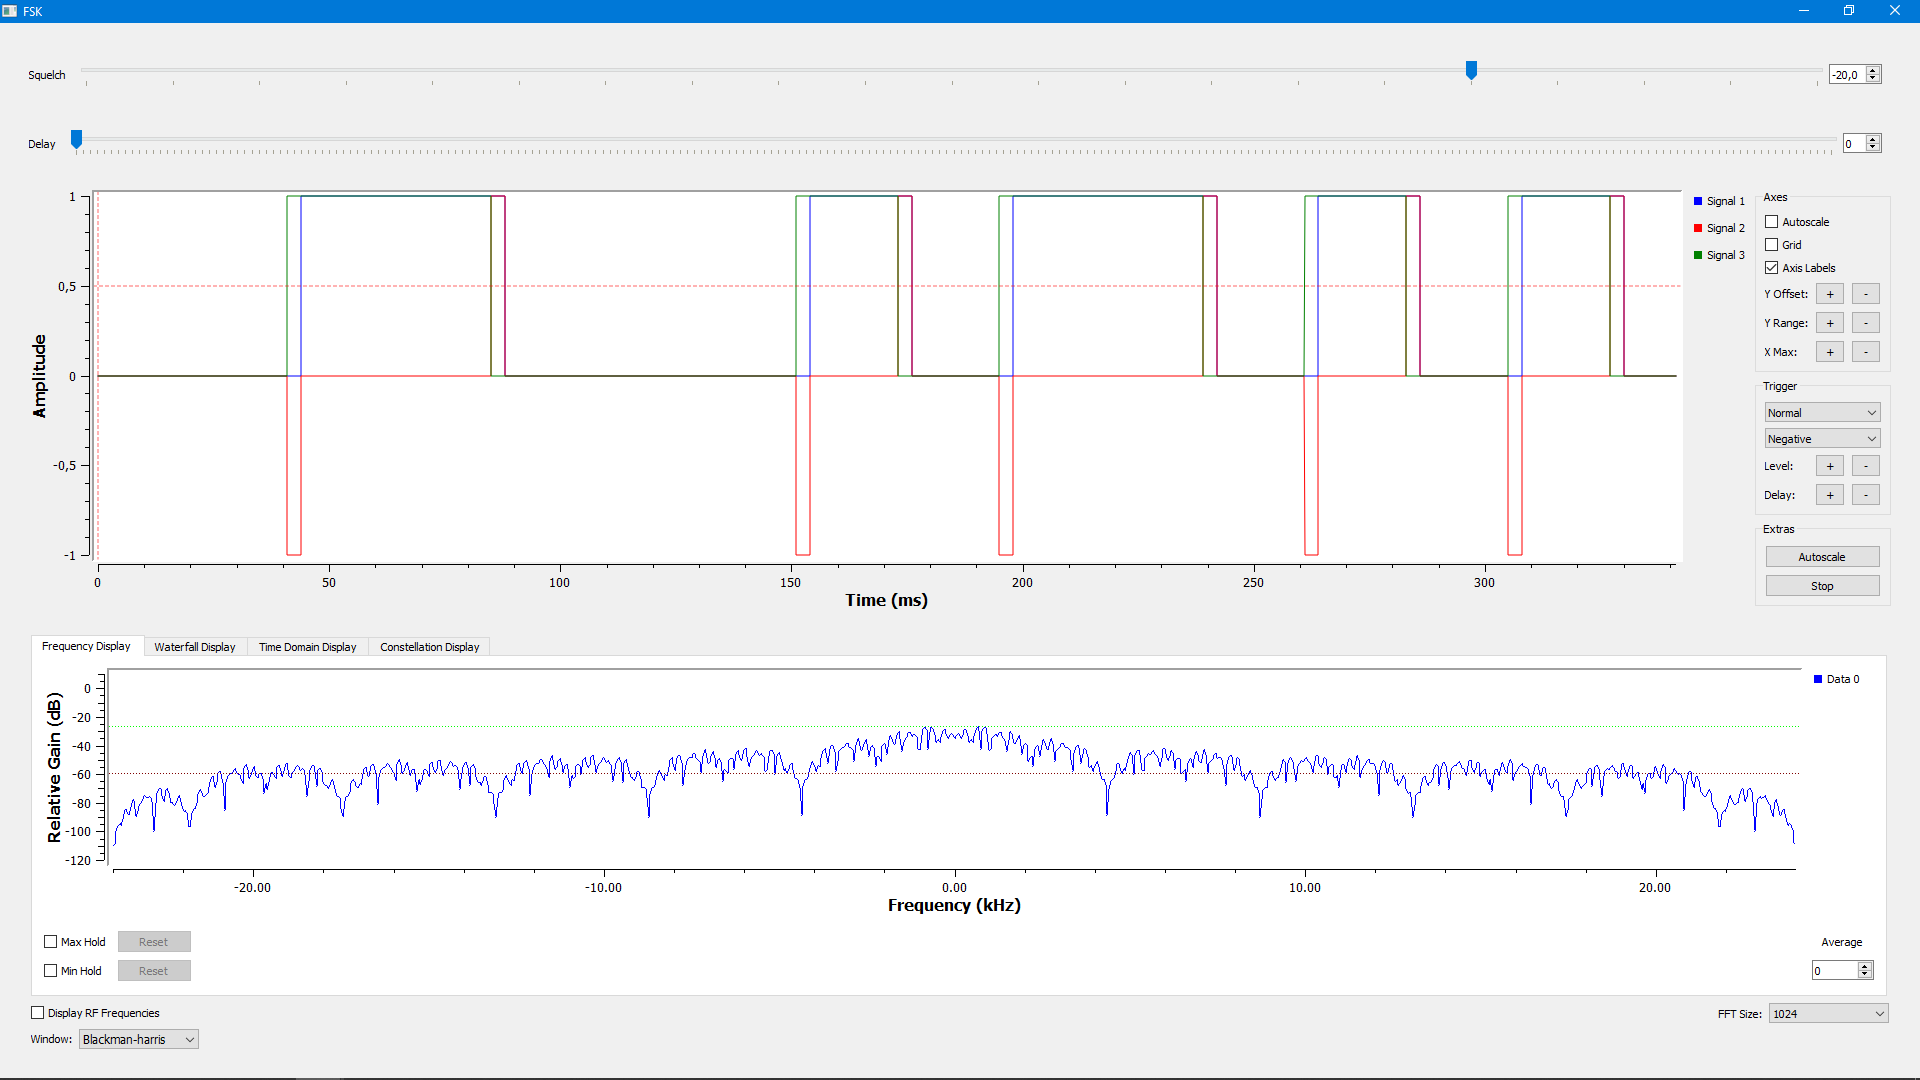 FSK
Squelch
-20,0
Delay
0
1
0,5
0
-0,5
-1
Amplitude
0 50 100 150 200 250 300
Time (ms)
Signal 1
Signal 2
Signal 3
Axes
Autoscale
Grid
Axis Labels
Y Offset: + -
Y Range: + -
X Max: + -
Trigger
Normal
Negative
Level: + -
Delay: + -
Extras
Autoscale
Stop
Frequency Display Waterfall Display Time Domain Display Constellation Display
0
-20
-40
-60
-80
-100
-120
Relative Gain (dB)
-20.00 -10.00 0.00 10.00 20.00
Frequency (kHz)
Data 0
Max Hold Reset
Min Hold Reset
Average
0
Display RF Frequencies
Window: Blackman-harris
FFT Size: 1024